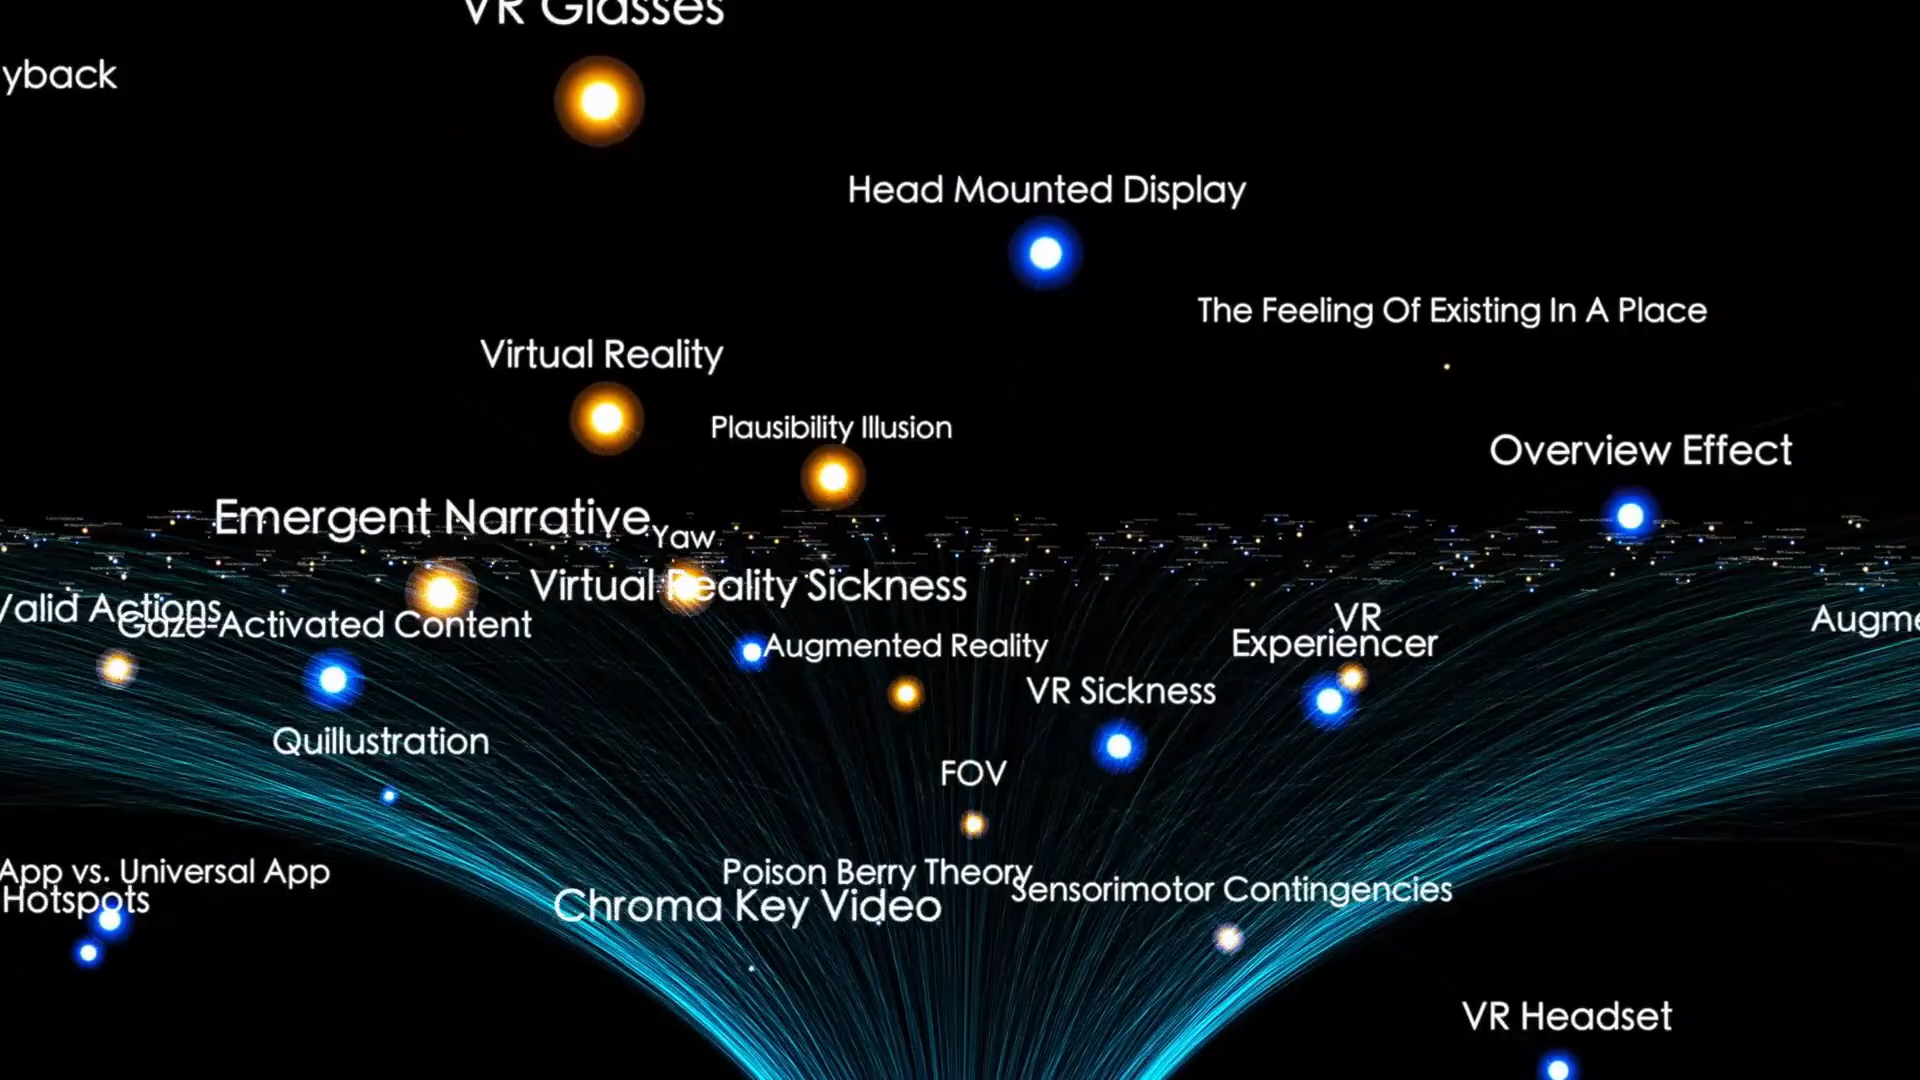 VR Glasses
yback
Head Mounted Display
The Feeling Of Existing In A Place
Virtual Reality
Plausibility Illusion
Overview Effect
Emergent Narrative
Yaw
Virtual Reality Sickness
Valid Actions
Gaze-Activated Content
VR
Experiencer
Augme
Augmented Reality
VR Sickness
Quillustration
FOV
App vs. Universal App
Hotspots
Poison Berry Theory
Sensorimotor Contingencies
Chroma Key Video
VR Headset